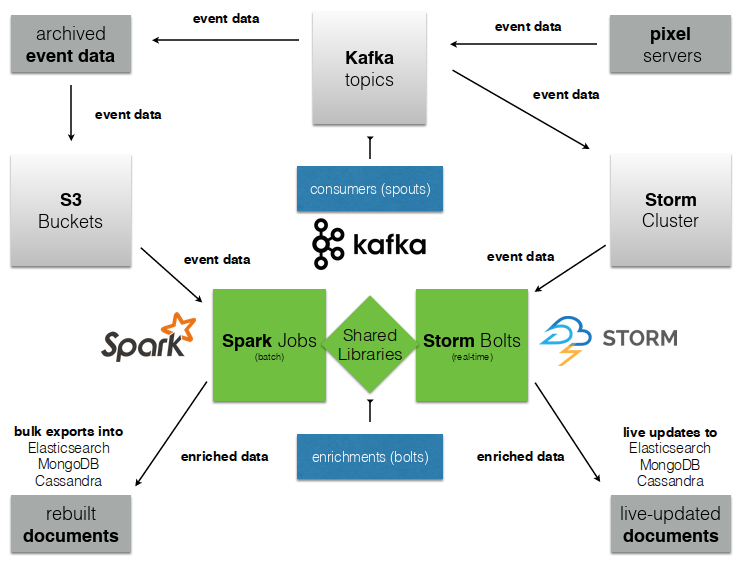 event data
archived
event data
Kafka
topics
event data
pixel
servers
event data
event data
S3
Buckets
consumers (spouts)
Storm
Cluster
kafka
event data
event data
Spark
Spark Jobs
(batch)
Shared
Libraries
Storm Bolts
(real-time)
STORM
bulk exports into
Elasticsearch
MongoDB
Cassandra
enriched data
enrichments (bolts)
enriched data
live updates to
Elasticsearch
MongoDB
Cassandra
rebuilt
documents
live-updated
documents